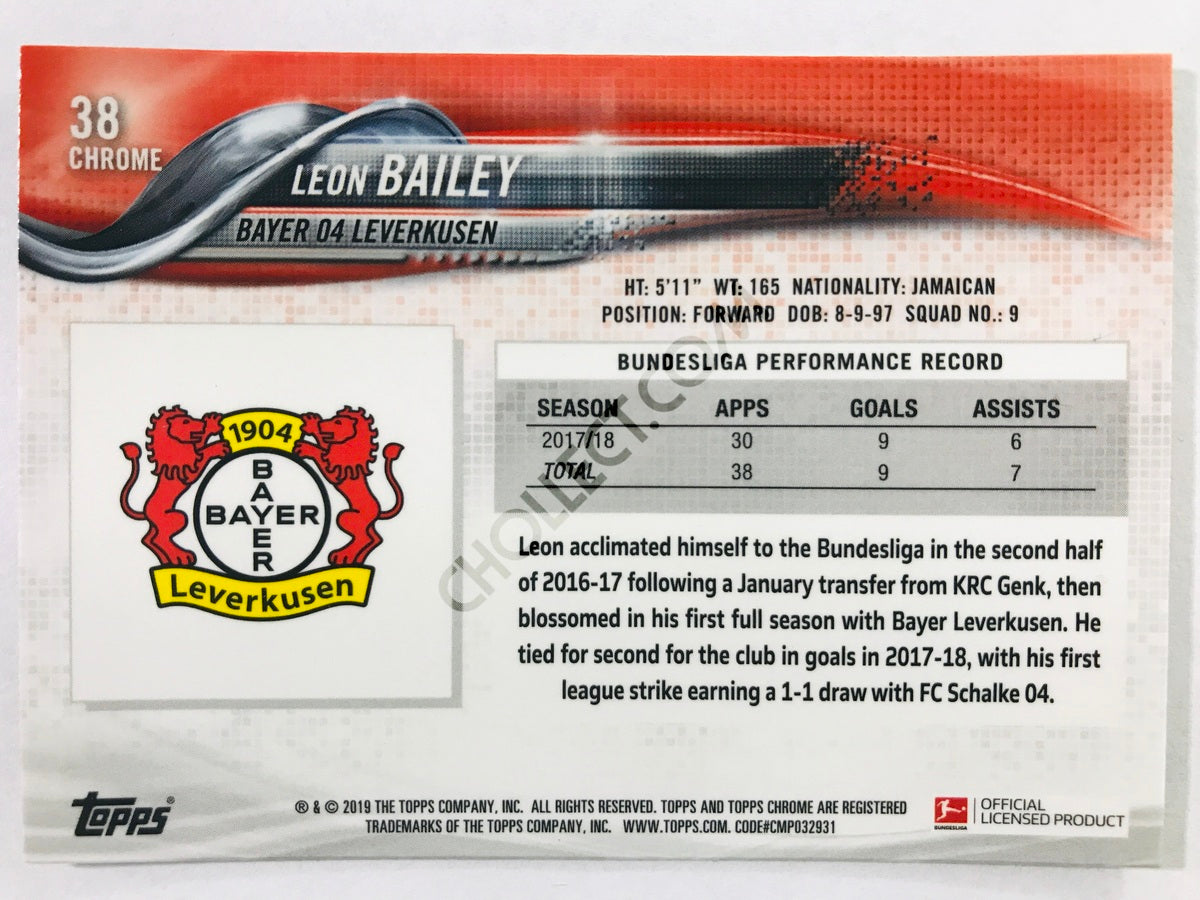 38
CHROME
LEON BAILEY
BAYER 04 LEVERKUSEN
HT: 5'11" WT: 165 NATIONALITY: JAMAICAN
POSITION: FORWARD DOB: 8-9-97 SQUAD NO.: 9
1904
BAYER
BAYER
Leverkusen
BUNDESLIGA PERFORMANCE RECORD
SEASON APPS GOALS ASSISTS
2017/18 30 9 6
TOTAL 38 9 7
Leon acclimated himself to the Bundesliga in the second half
of 2016-17 following a January transfer from KRC Genk, then
blossomed in his first full season with Bayer Leverkusen. He
tied for second for the club in goals in 2017-18, with his first
league strike earning a 1-1 draw with FC Schalke 04.
CHOLLECT.COM
TOPPS®
® & © 2019 THE TOPPS COMPANY, INC. ALL RIGHTS RESERVED. TOPPS AND TOPPS CHROME ARE REGISTERED
TRADEMARKS OF THE TOPPS COMPANY, INC. WWW.TOPPS.COM. CODE#CMP032931
BUNDESLIGA
OFFICIAL
LICENSED PRODUCT